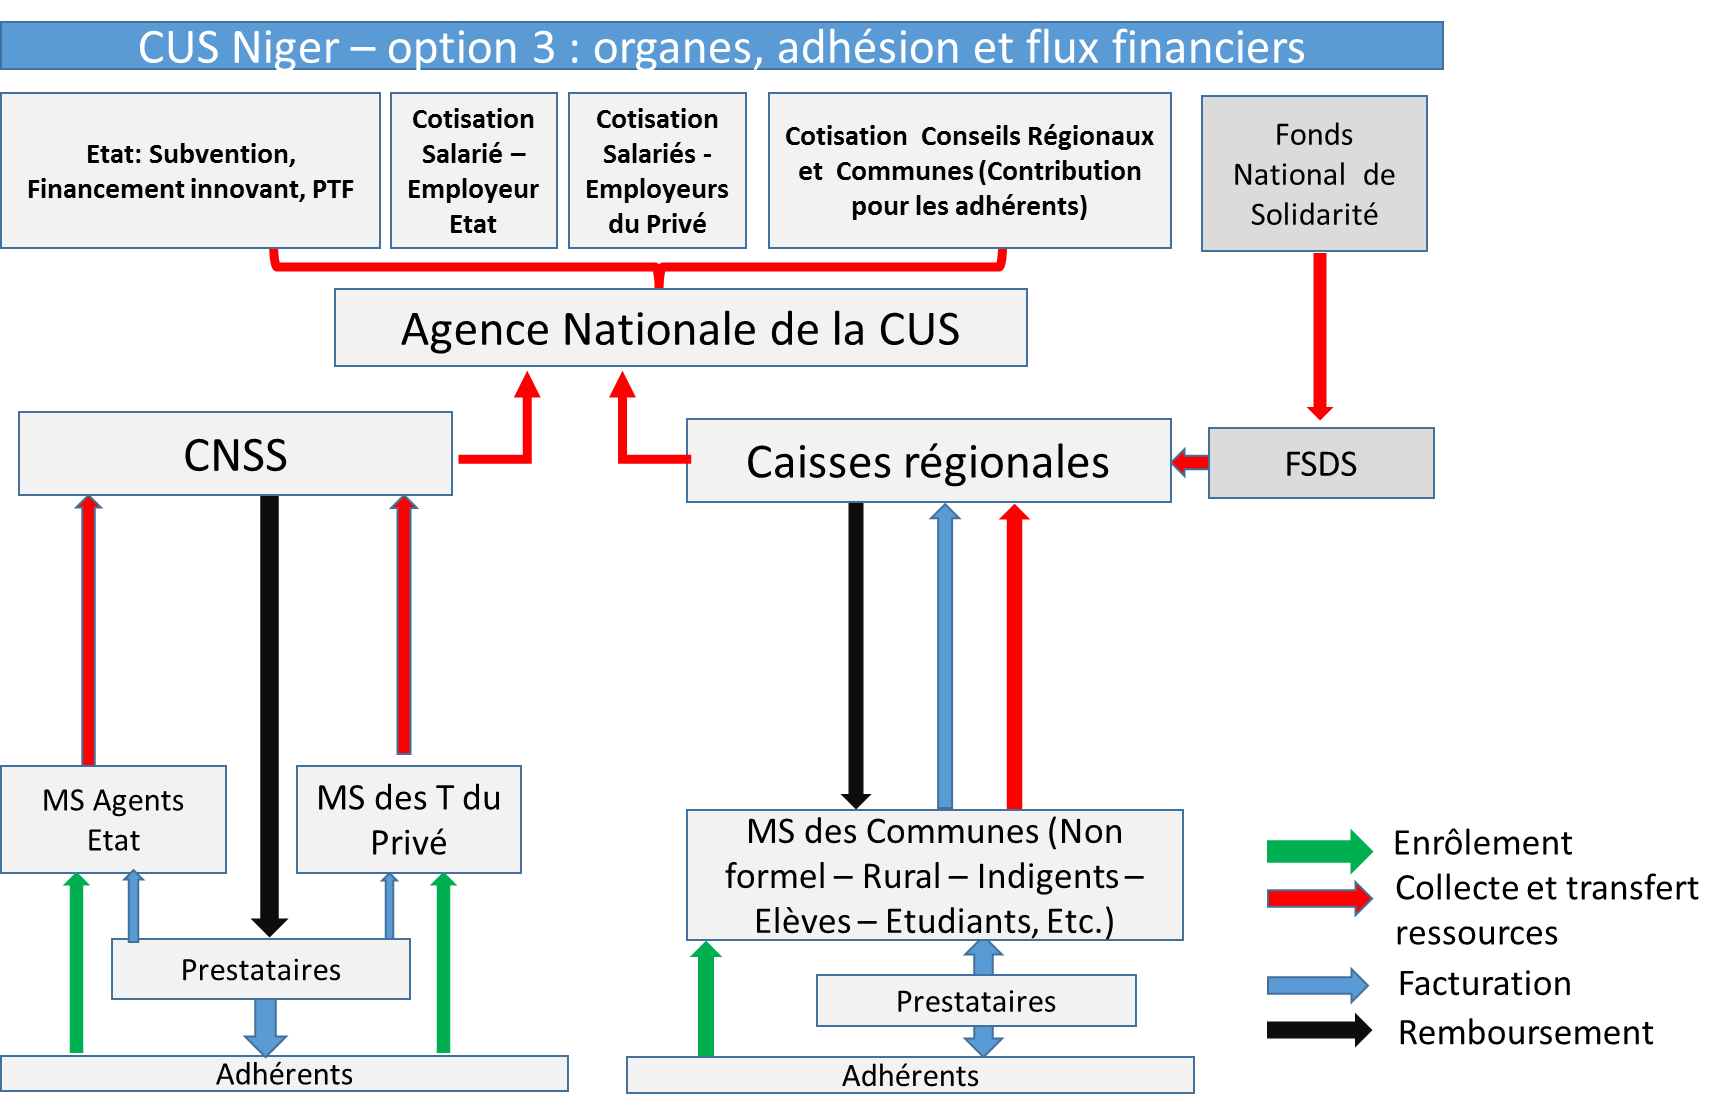 CUS Niger – option 3 : organes, adhésion et flux financiers
Etat: Subvention,
Financement innovant, PTF
Cotisation
Salarié –
Employeur
Etat
Cotisation
Salariés -
Employeurs
du Privé
Cotisation Conseils Régionaux
et Communes (Contribution
pour les adhérents)
Fonds
National de
Solidarité
Agence Nationale de la CUS
CNSS
Caisses régionales
FSDS
MS Agents
Etat
MS des T du
Privé
MS des Communes (Non
formel – Rural – Indigents –
Elèves – Etudiants, Etc.)
Prestataires
Prestataires
Adhérents
Adhérents
Enrôlement
Collecte et transfert
ressources
Facturation
Remboursement